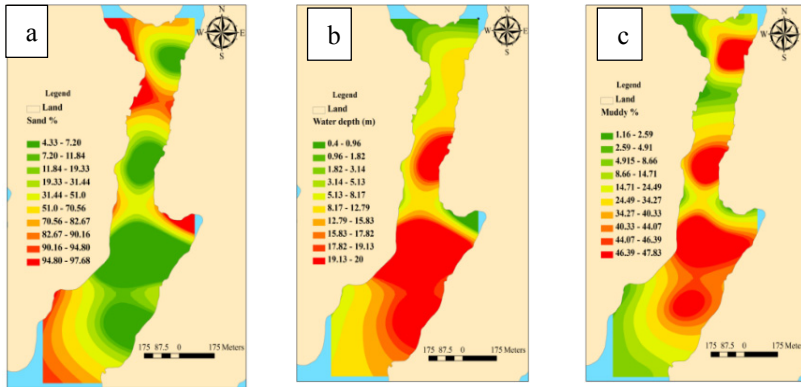 a
N
W
E
S
Legend
Land
Sand %
4.33 - 7.20
7.20 - 11.84
11.84 - 19.33
19.33 - 31.44
31.44 - 51.0
51.0 - 70.56
70.56 - 82.67
82.67 - 90.16
90.16 - 94.80
94.80 - 97.68
175 87.5 0 175 Meters
b
N
W
E
S
Legend
Land
Water depth (m)
0.4 - 0.96
0.96 - 1.82
1.82 - 3.14
3.14 - 5.13
5.13 - 8.17
8.17 - 12.79
12.79 - 15.83
15.83 - 17.82
17.82 - 19.13
19.13 - 20
175 87.5 0 175 Meters
c
N
W
E
S
Legend
Land
Muddy %
1.16 - 2.59
2.59 - 4.91
4.915 - 8.66
8.66 - 14.71
14.71 - 24.49
24.49 - 34.27
34.27 - 40.33
40.33 - 44.07
44.07 - 46.39
46.39 - 47.83
175 87.5 0 175 Meters